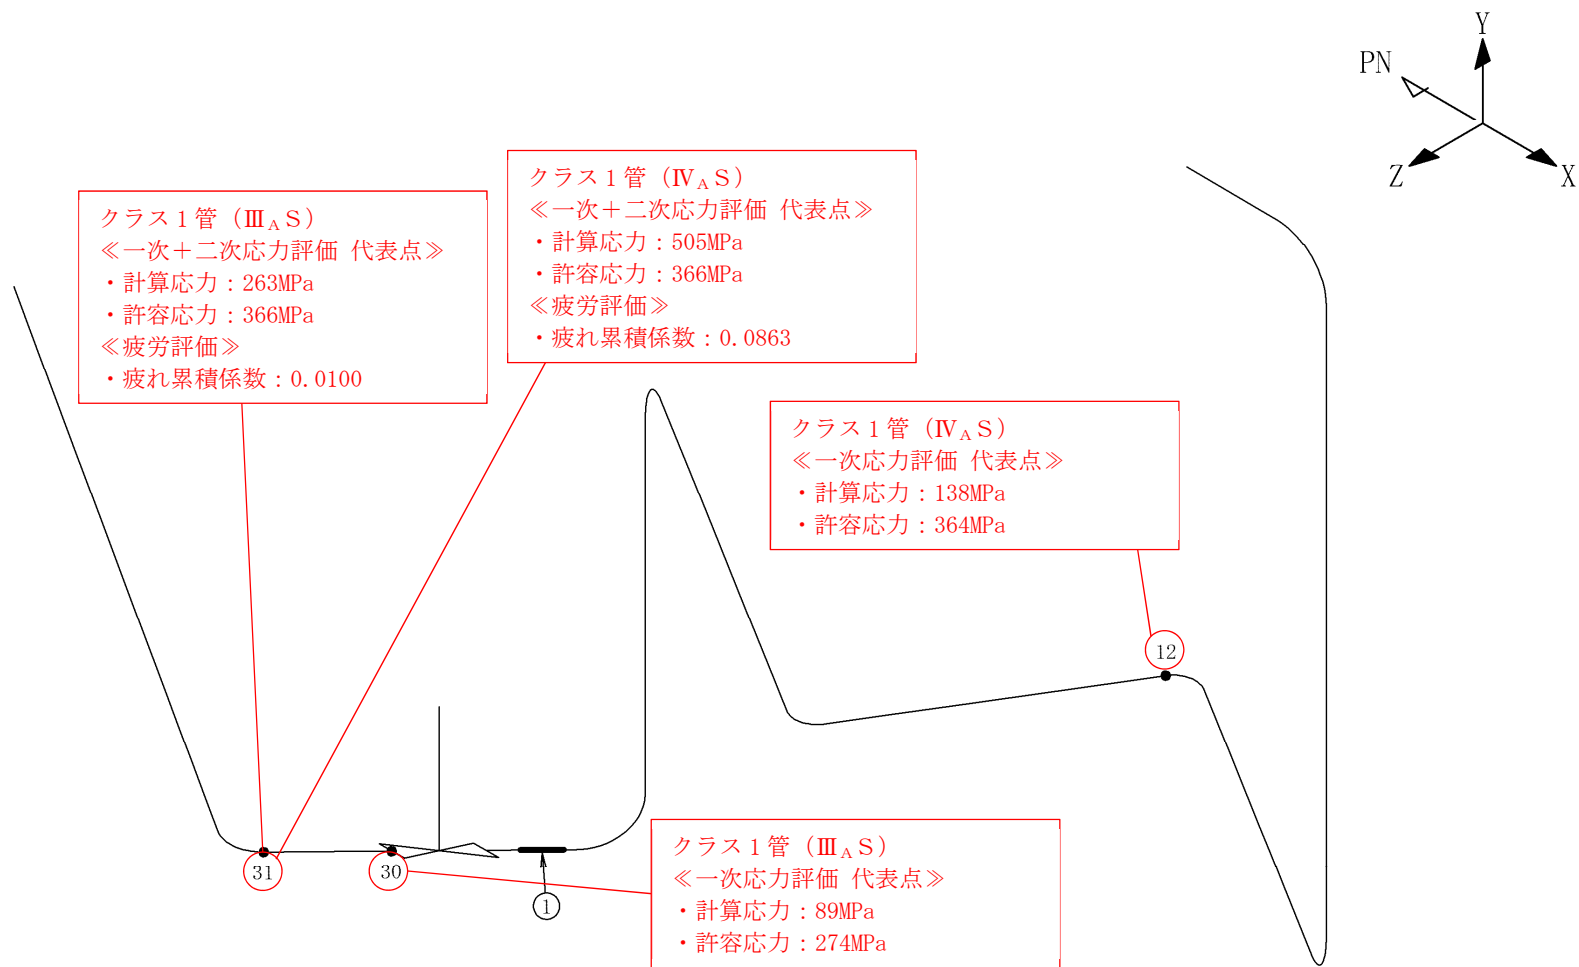 Y
PN
Z
X
クラス1管（ⅢAS）
≪一次＋二次応力評価 代表点≫
・計算応力：263MPa
・許容応力：366MPa
≪疲労評価≫
・疲れ累積係数：0.0100
クラス1管（ⅣAS）
≪一次＋二次応力評価 代表点≫
・計算応力：505MPa
・許容応力：366MPa
≪疲労評価≫
・疲れ累積係数：0.0863
クラス1管（ⅣAS）
≪一次応力評価 代表点≫
・計算応力：138MPa
・許容応力：364MPa
12
31
30
1
クラス1管（ⅢAS）
≪一次応力評価 代表点≫
・計算応力：89MPa
・許容応力：274MPa